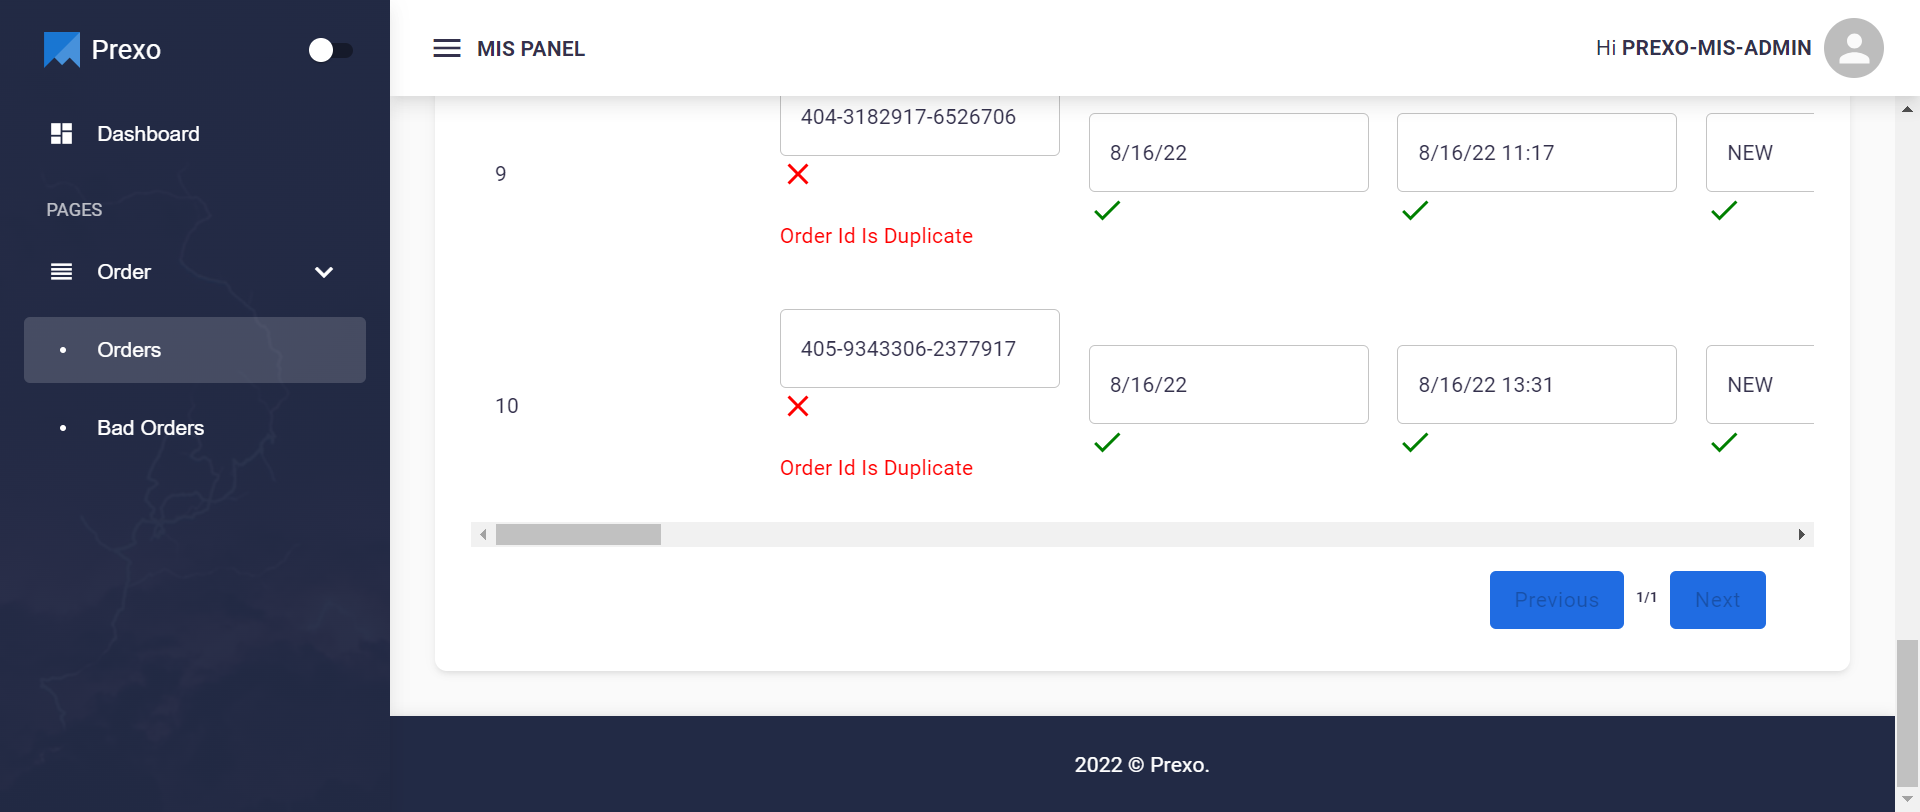 Prexo
MIS PANEL
Hi PREXO-MIS-ADMIN
Dashboard
PAGES
Order
Orders
Bad Orders
9
404-3182917-6526706
Order Id Is Duplicate
8/16/22
8/16/22 11:17
NEW
10
405-9343306-2377917
Order Id Is Duplicate
8/16/22
8/16/22 13:31
NEW
Previous
1/1
Next
2022 © Prexo.